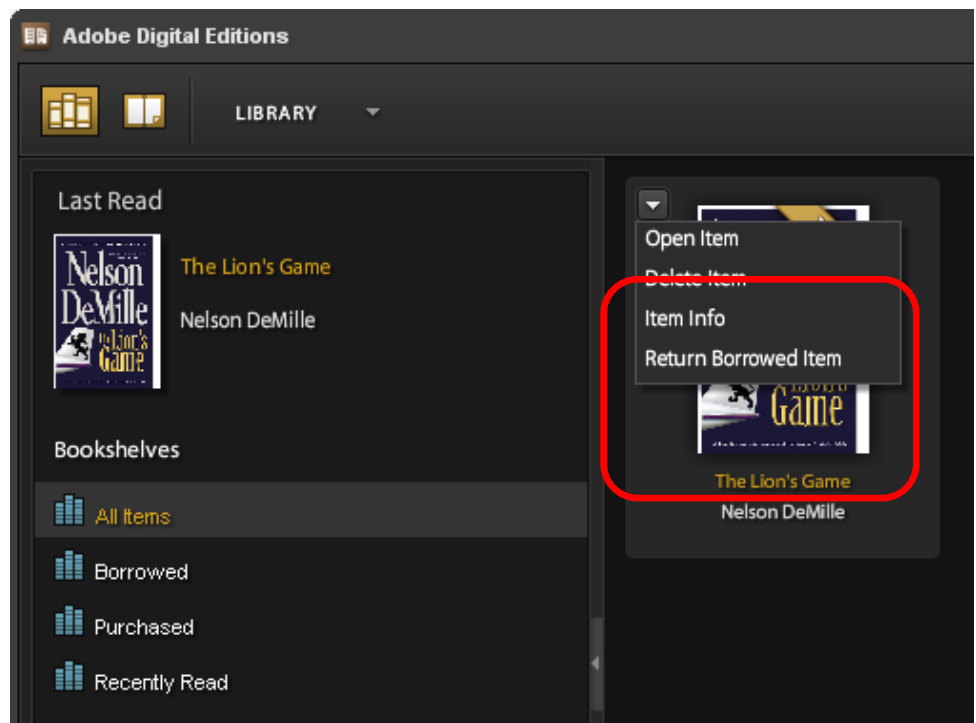 Adobe Digital Editions
LIBRARY
Last Read
Nelson
DeMille
The Lion's
Game
The Lion's Game
Nelson DeMille
Bookshelves
All Items
Borrowed
Purchased
Recently Read
Open Item
Delete Item
Item Info
Return Borrowed Item
Game
The Lion's Game
Nelson DeMille